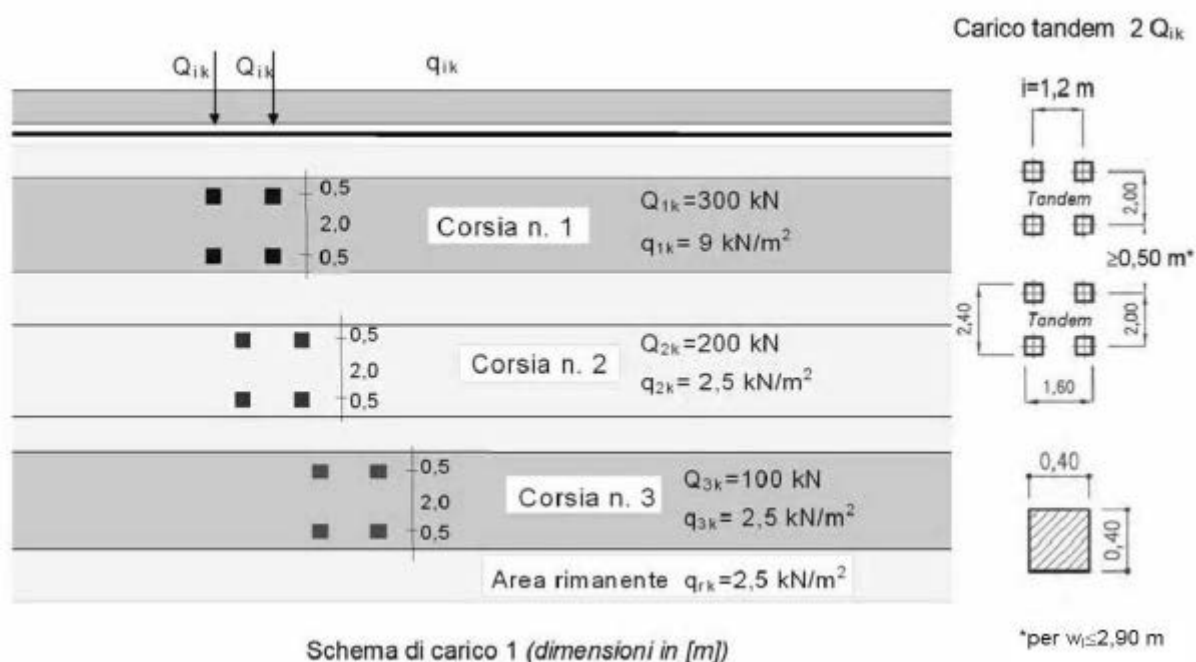 Carico tandem 2 Qik
Qik Qik qik
i=1,2 m
0,5
2,0
0,5
Corsia n. 1
Q1k=300 kN
q1k= 9 kN/m²
Tandem
2,00
≥0,50 m*
0,5
2,0
0,5
Corsia n. 2
Q2k=200 kN
q2k= 2,5 kN/m²
2,40
Tandem
2,00
1,60
0,5
2,0
0,5
Corsia n. 3
Q3k=100 kN
q3k= 2,5 kN/m²
0,40
0,40
Area rimanente qrk=2,5 kN/m²
Schema di carico 1 (dimensioni in [m])
*per wl≤2,90 m